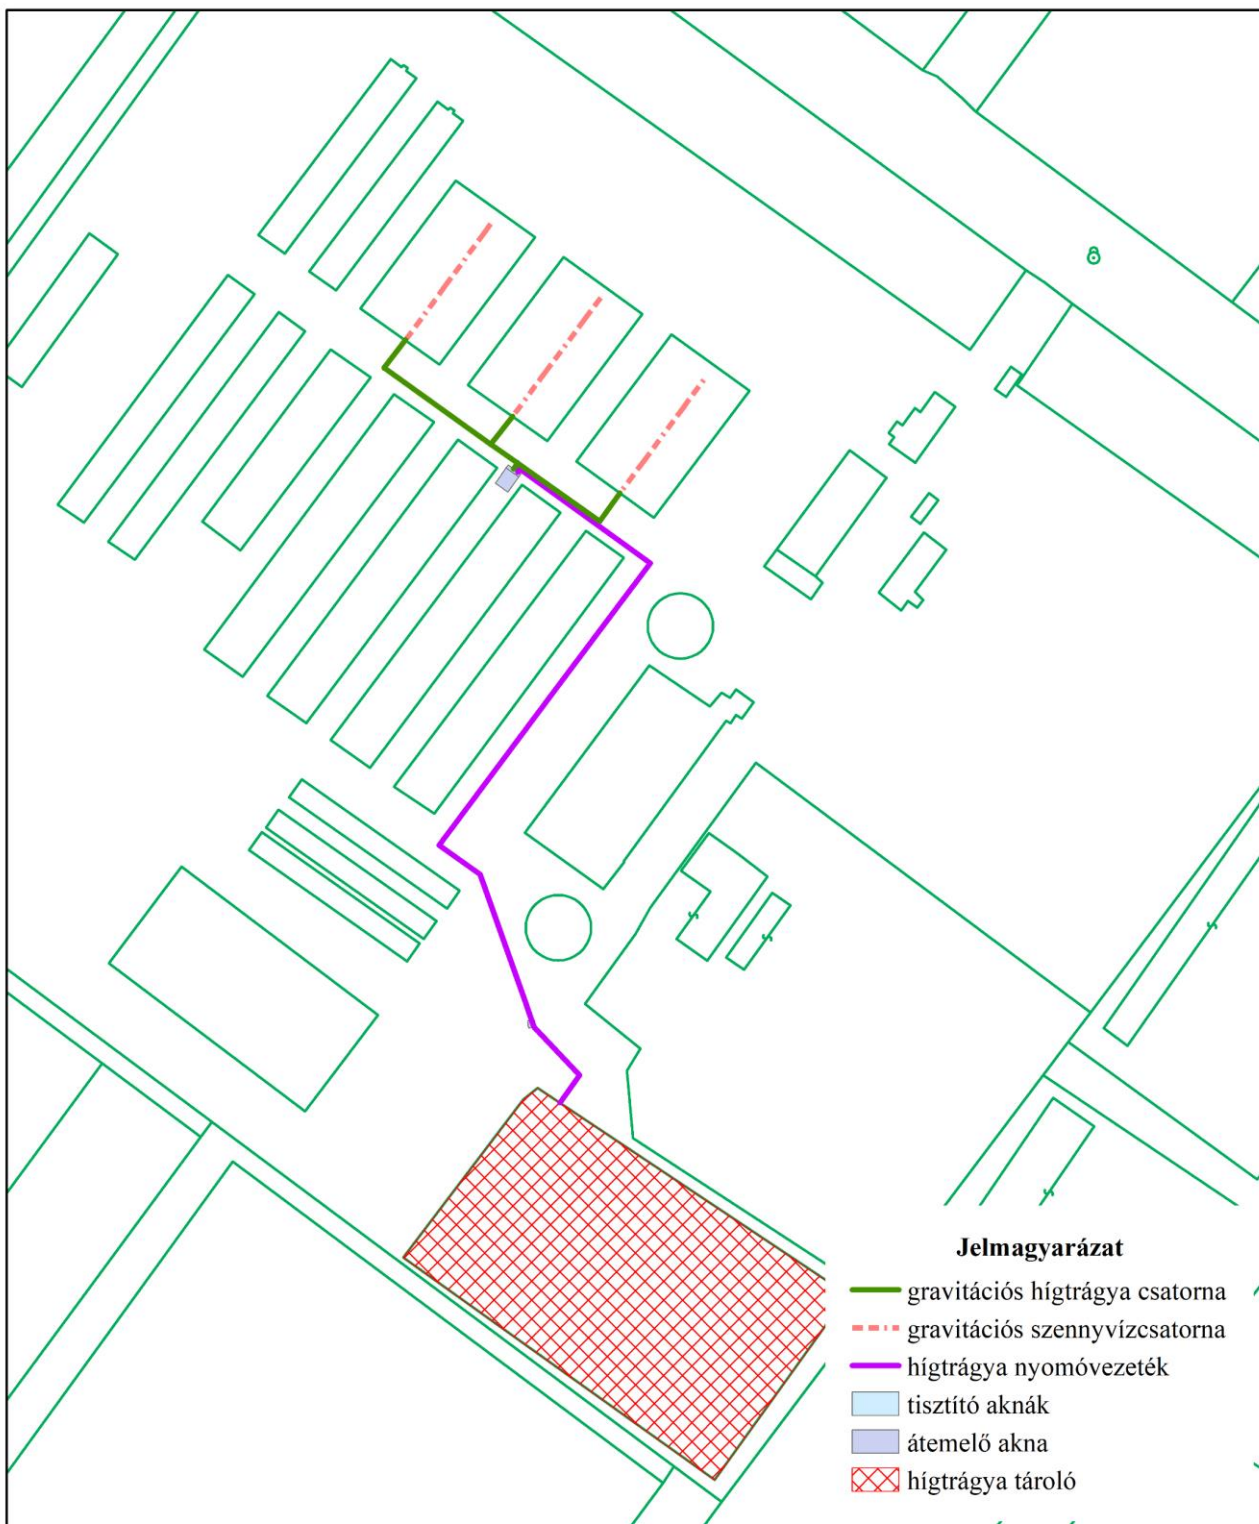 Jelmagyarázat
gravitációs hígtrágya csatorna
gravitációs szennyvízcsatorna
hígtrágya nyomóvezeték
tisztító aknák
átemelő akna
hígtrágya tároló